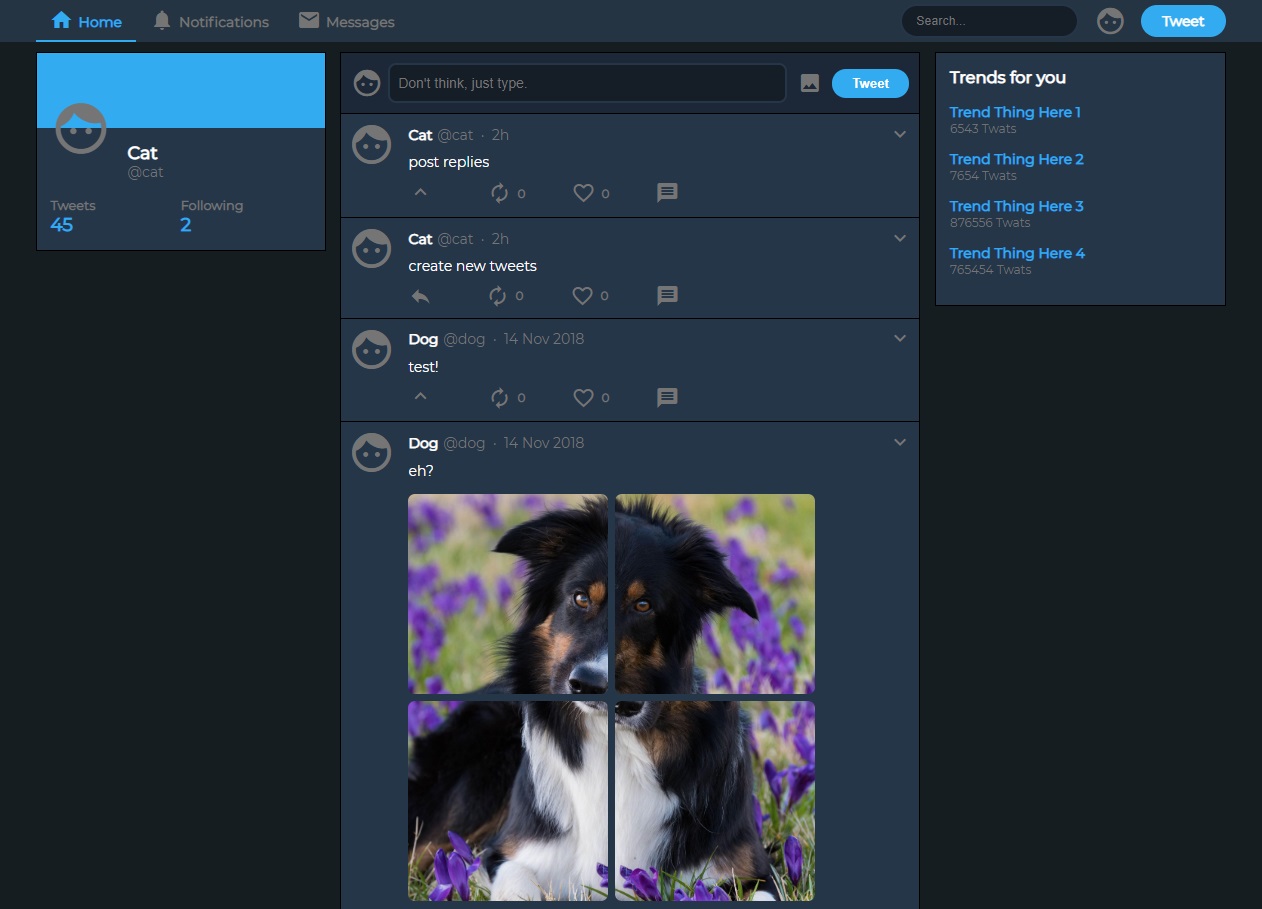 Home Notifications Messages Search... Tweet
Cat
@cat
Tweets Following
45 2
Don't think, just type. Tweet
Cat @cat · 2h
post replies
0 0
Cat @cat · 2h
create new tweets
0 0
Dog @dog · 14 Nov 2018
test!
0 0
Dog @dog · 14 Nov 2018
eh?
Trends for you
Trend Thing Here 1
6543 Twats
Trend Thing Here 2
7654 Twats
Trend Thing Here 3
876556 Twats
Trend Thing Here 4
765454 Twats